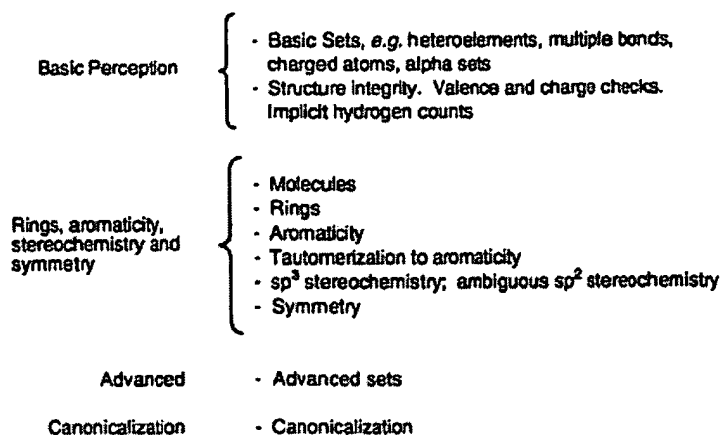 Basic Perception
- Basic Sets, e.g. heteroelements, multiple bonds,
charged atoms, alpha sets
- Structure integrity. Valence and charge checks.
Implicit hydrogen counts
Rings, aromaticity,
stereochemistry and
symmetry
- Molecules
- Rings
- Aromaticity
- Tautomerization to aromaticity
- sp³ stereochemistry; ambiguous sp² stereochemistry
- Symmetry
Advanced - Advanced sets
Canonicalization - Canonicalization